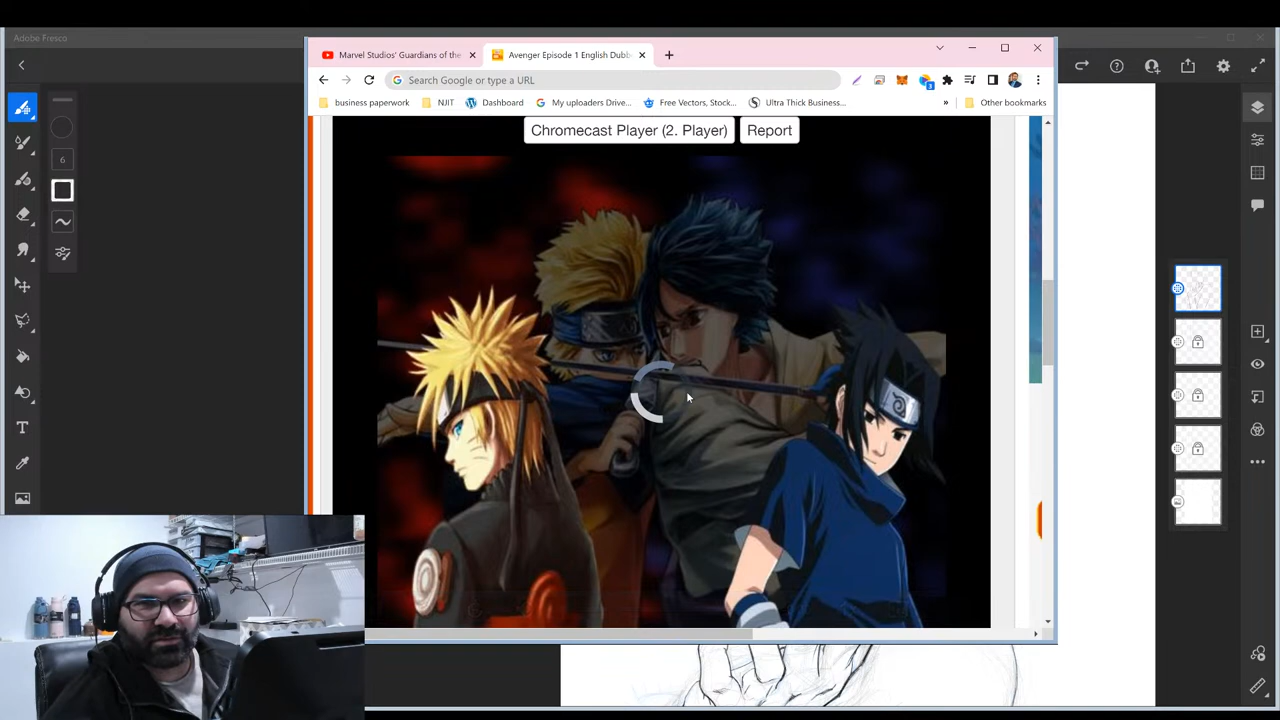 Adobe Fresco
Marvel Studios' Guardians of the
Avenger Episode 1 English Dubb
Search Google or type a URL
3
business paperwork
NJIT
Dashboard
My uploaders Drive...
Free Vectors, Stock...
Ultra Thick Business...
»
Other bookmarks
Chromecast Player (2. Player)
Report
6
T